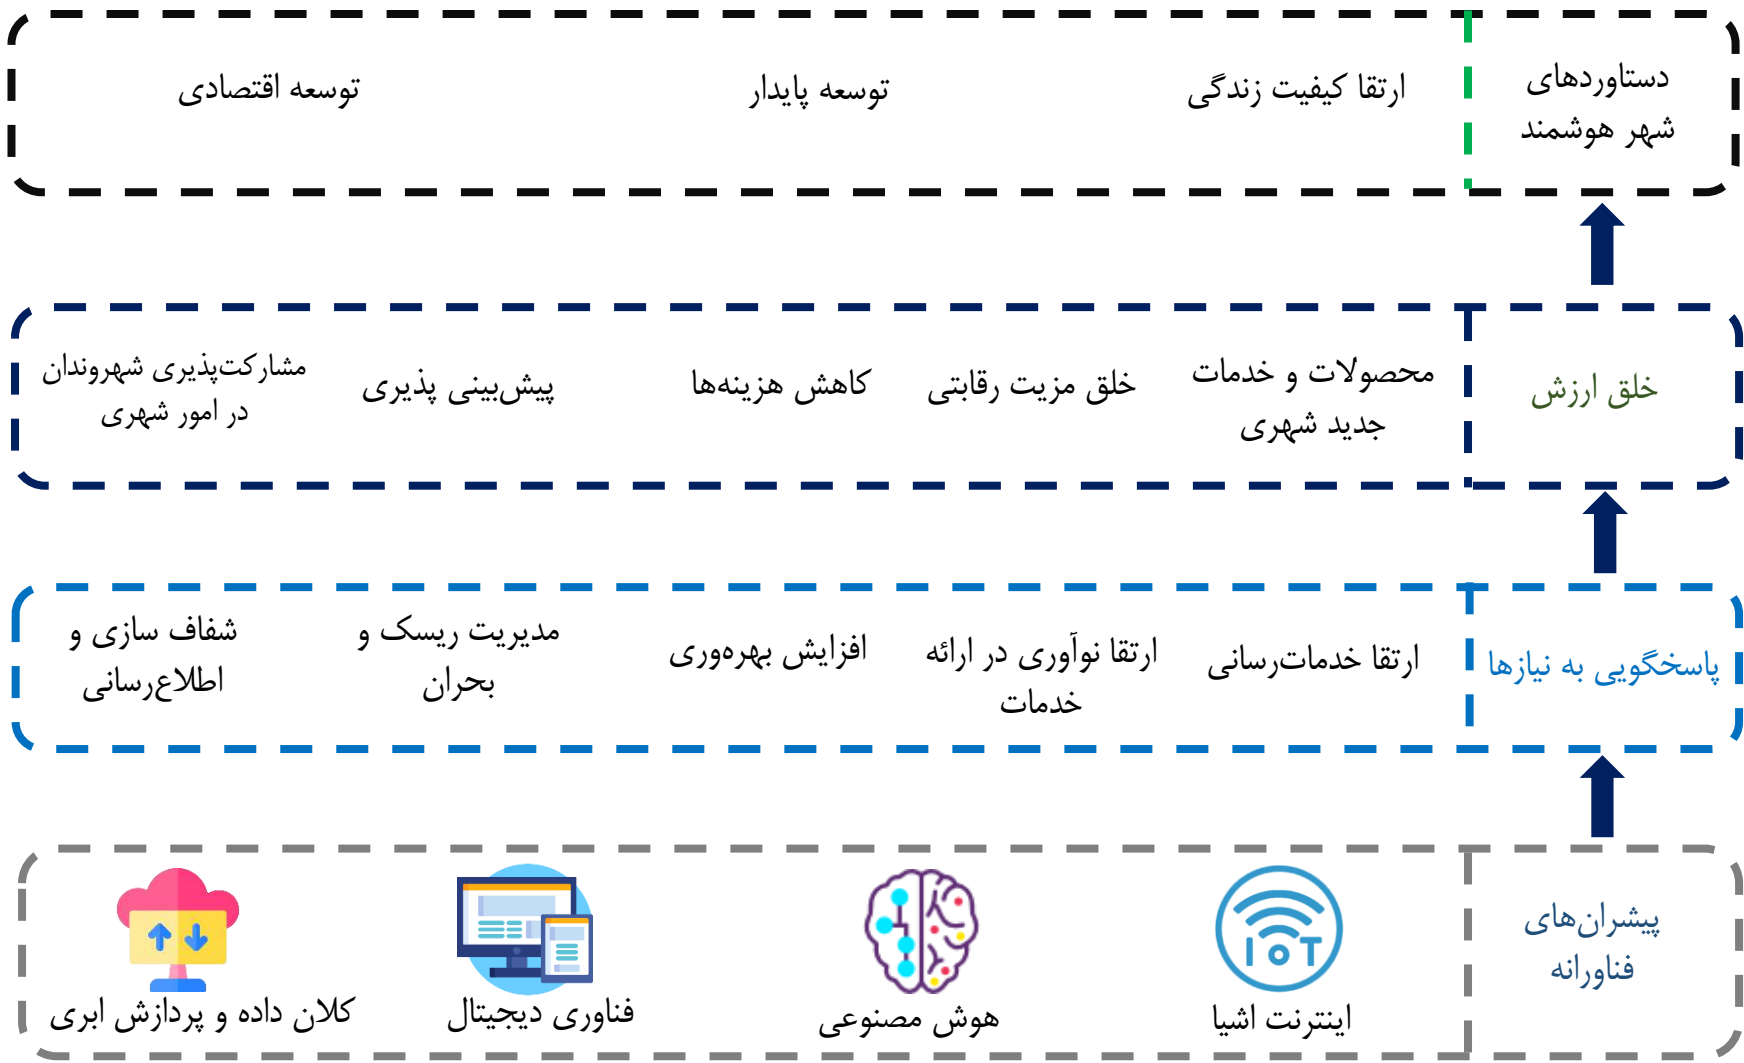 دستاوردهای
شهر هوشمند
ارتقا کیفیت زندگی
توسعه پایدار
توسعه اقتصادی
خلق ارزش
محصولات و خدمات
جدید شهری
خلق مزیت رقابتی
کاهش هزینه‌ها
پیش‌بینی پذیری
مشارکت‌پذیری شهروندان
در امور شهری
پاسخگویی به نیازها
ارتقا خدمات‌رسانی
ارتقا نوآوری در ارائه
خدمات
افزایش بهره‌وری
مدیریت ریسک و
بحران
شفاف سازی و
اطلاع‌رسانی
پیشران‌های
فناورانه
IoT
اینترنت اشیا
هوش مصنوعی
فناوری دیجیتال
کلان داده و پردازش ابری